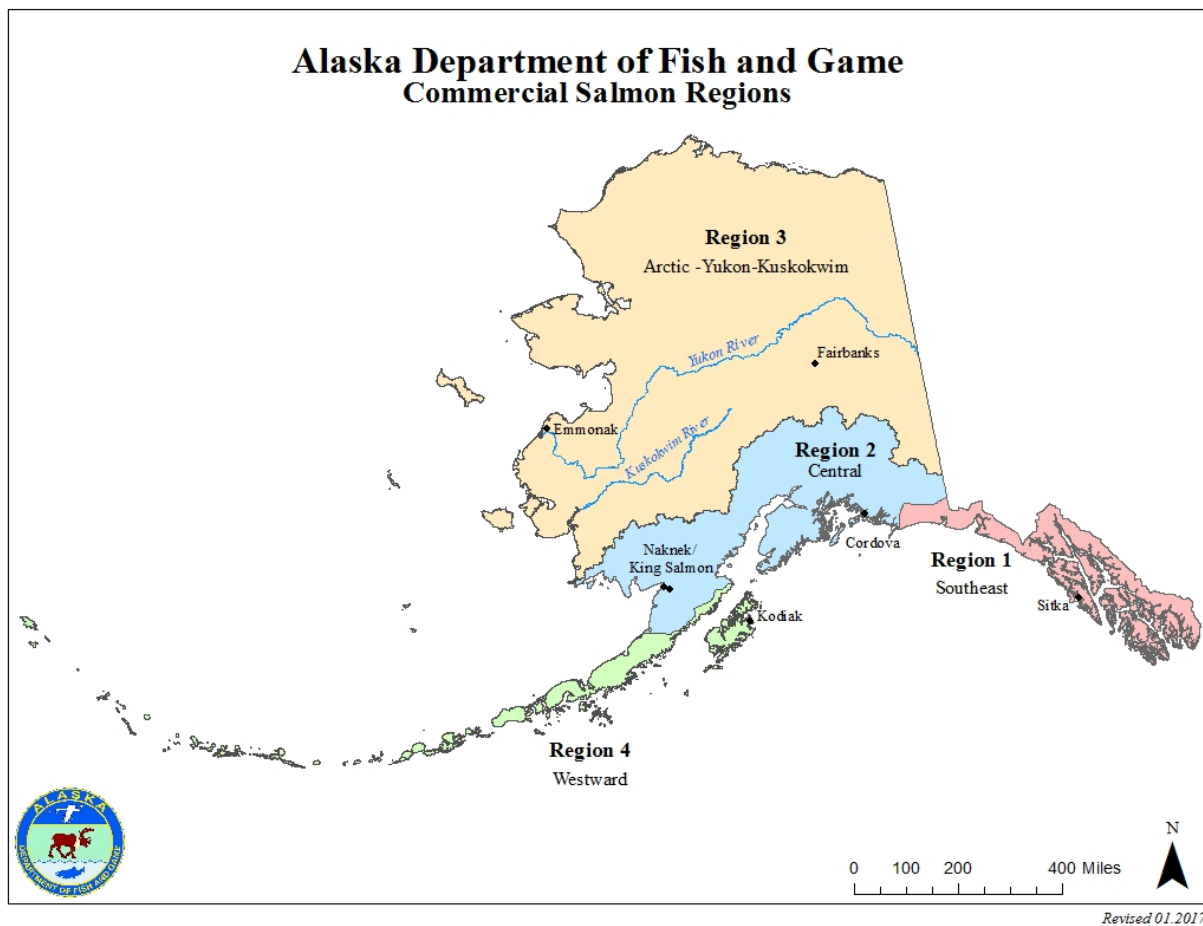 Alaska Department of Fish and Game
Commercial Salmon Regions
Region 3
Arctic -Yukon-Kuskokwim
Yukon River
Fairbanks
Emmonak
Kuskokwim River
Region 2
Central
Naknek/
King Salmon
Cordova
Region 1
Southeast
Sitka
Kodiak
Region 4
Westward
ALASKA
DEPARTMENT OF FISH AND GAME
N
0 100 200 400 Miles
Revised 01.2017